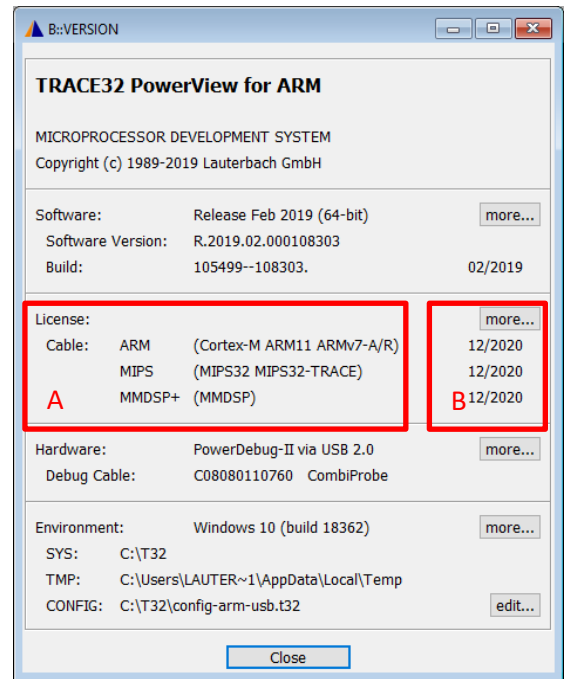 B::VERSION
TRACE32 PowerView for ARM
MICROPROCESSOR DEVELOPMENT SYSTEM
Copyright (c) 1989-2019 Lauterbach GmbH
Software: Release Feb 2019 (64-bit) more...
Software Version: R.2019.02.000108303
Build: 105499--108303. 02/2019
License: more...
Cable: ARM (Cortex-M ARM11 ARMv7-A/R) 12/2020
MIPS (MIPS32 MIPS32-TRACE) 12/2020
A MMDSP+ (MMDSP) B 12/2020
Hardware: PowerDebug-II via USB 2.0 more...
Debug Cable: C08080110760 CombiProbe
Environment: Windows 10 (build 18362) more...
SYS: C:\T32
TMP: C:\Users\LAUTER~1\AppData\Local\Temp
CONFIG: C:\T32\config-arm-usb.t32 edit...
Close